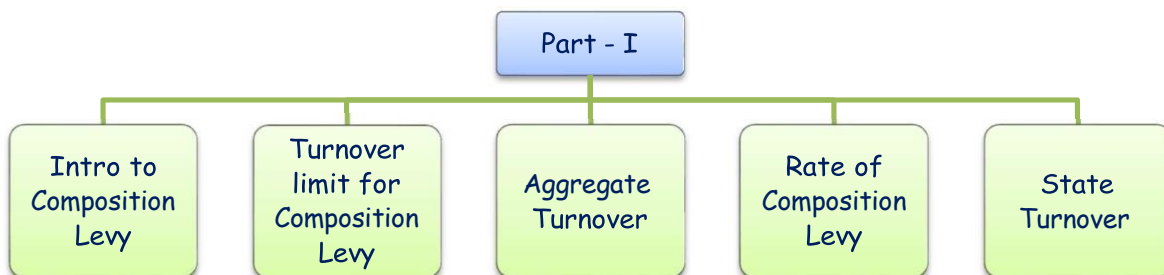 Part - I
Intro to
Composition
Levy
Turnover
limit for
Composition
Levy
Aggregate
Turnover
Rate of
Composition
Levy
State
Turnover